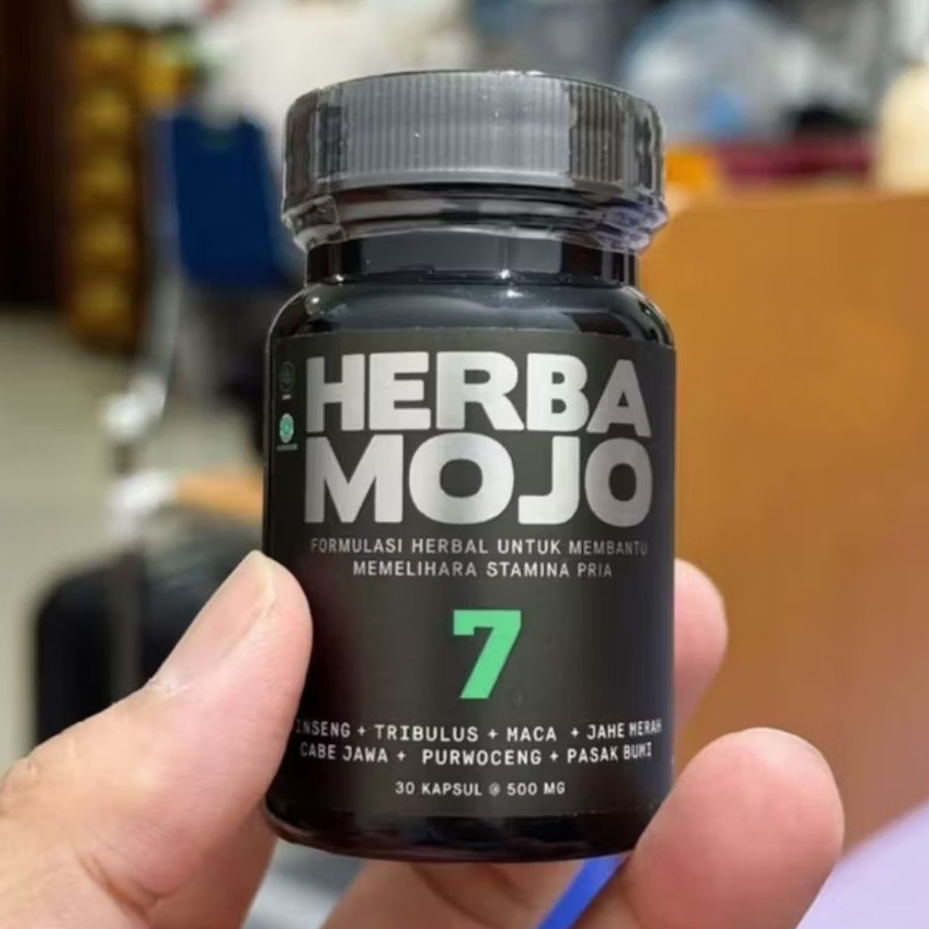 HERBA
MOJO
FORMULASI HERBAL UNTUK MEMBANTU
MEMELIHARA STAMINA PRIA
7
INSENG + TRIBULUS + MACA + JAHE MERAH
CABE JAWA + PURWOCENG + PASAK BUMI
30 KAPSUL @ 500 MG